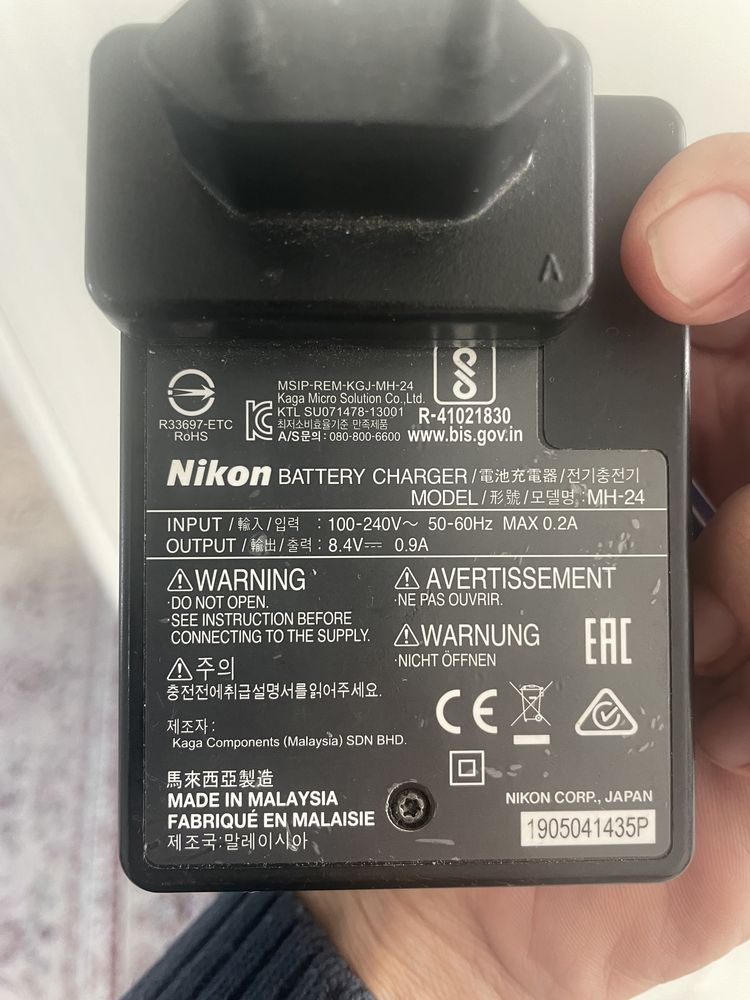 R33697-ETC
RoHS
MSIP-REM-KGJ-MH-24
Kaga Micro Solution Co.,Ltd.
KTL SU071478-13001
최저소비효율기준 만족제품
A/S문의 : 080-800-6600
R-41021830
www.bis.gov.in
Nikon BATTERY CHARGER /電池充電器/전기충전기
MODEL /形號/모델명 : MH-24
INPUT / 輸入 / 입력 : 100-240V~ 50-60Hz MAX 0.2A
OUTPUT / 輸出 / 출력 : 8.4V⎓ 0.9A
⚠WARNING
·DO NOT OPEN.
·SEE INSTRUCTION BEFORE
CONNECTING TO THE SUPPLY.
⚠주의
충전전에취급설명서를읽어주세요.
제조자 :
Kaga Components (Malaysia) SDN BHD.
⚠ AVERTISSEMENT
·NE PAS OUVRIR.
⚠WARNUNG
·NICHT ÖFFNEN
EAC
CE
馬來西亞製造
MADE IN MALAYSIA
FABRIQUÉ EN MALAISIE
제조국: 말레이시아
NIKON CORP., JAPAN
1905041435P